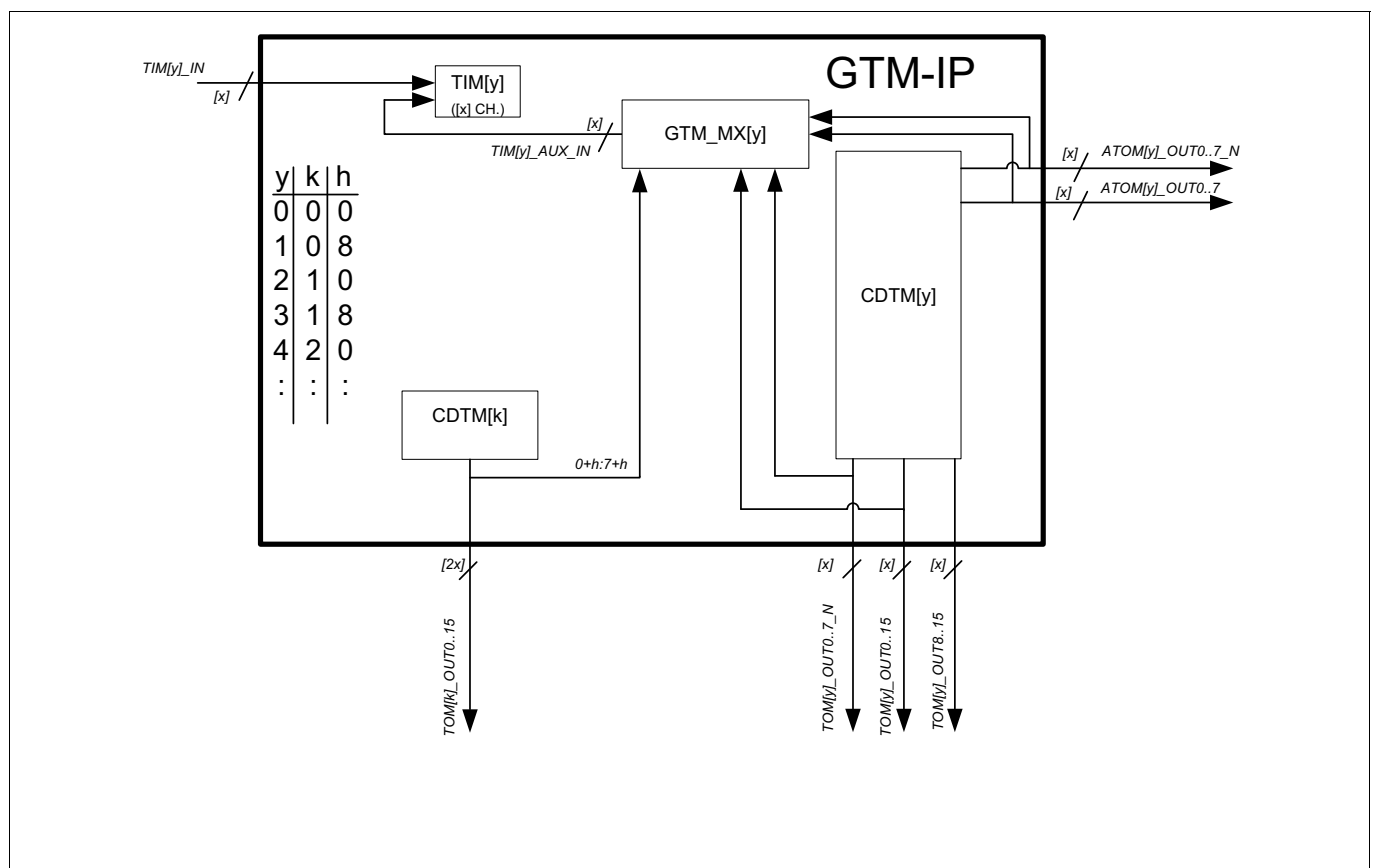 GTM-IP
TIM[y]_IN
[x]
TIM[y]
([x] CH.)
[x]
TIM[y]_AUX_IN
GTM_MX[y]
[x]
ATOM[y]_OUT0..7_N
[x]
ATOM[y]_OUT0..7
y k h
0 0 0
1 0 8
2 1 0
3 1 8
4 2 0
: : :
CDTM[y]
CDTM[k]
0+h:7+h
[2x]
[x]
[x]
[x]
TOM[k]_OUT0..15
TOM[y]_OUT0..7_N
TOM[y]_OUT0..15
TOM[y]_OUT8..15